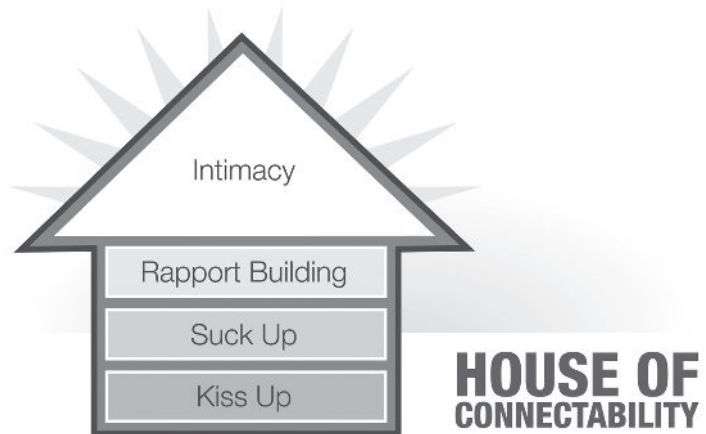 Intimacy
Rapport Building
Suck Up
Kiss Up
HOUSE OF
CONNECTABILITY